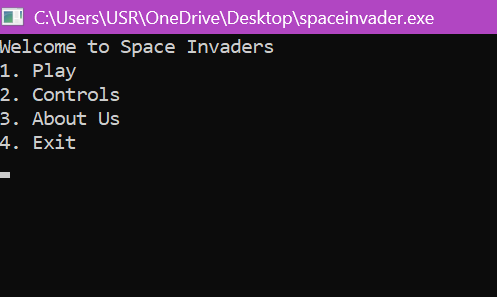 C:\Users\USR\OneDrive\Desktop\spaceinvader.exe
Welcome to Space Invaders
1. Play
2. Controls
3. About Us
4. Exit